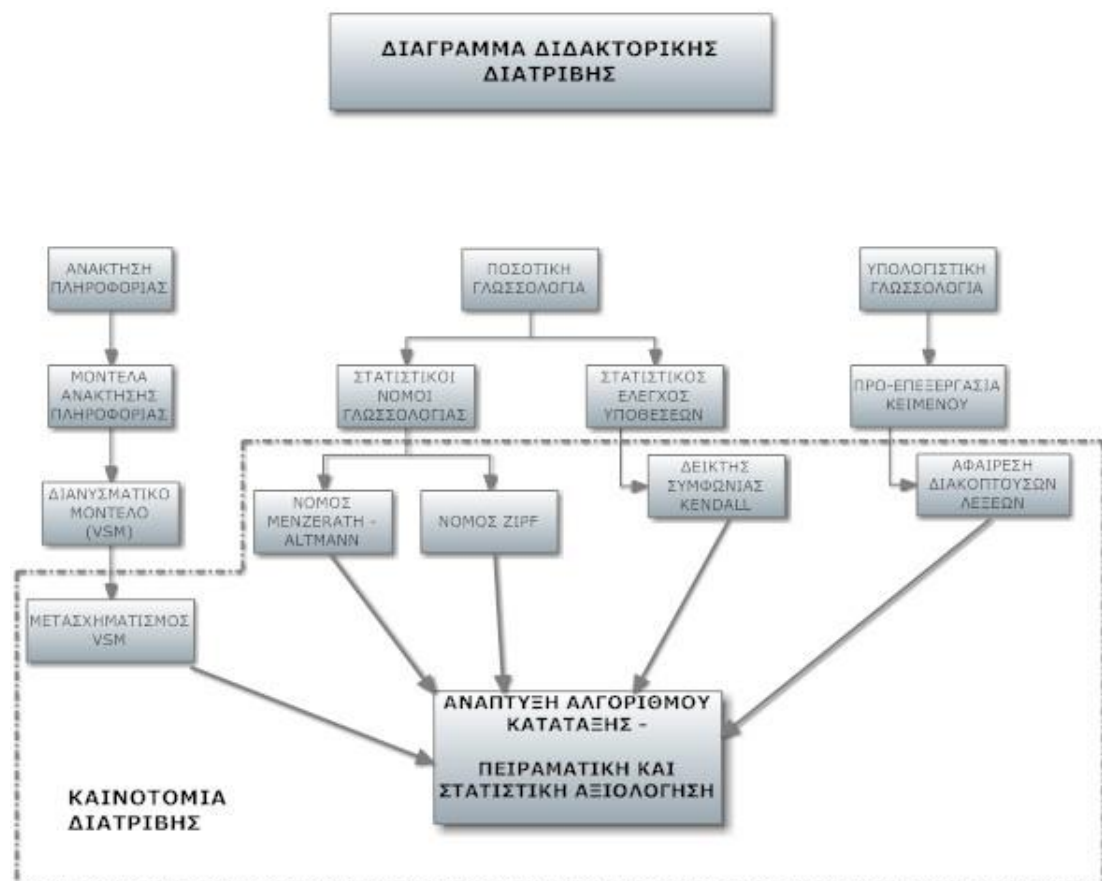 ΔΙΑΓΡΑΜΜΑ ΔΙΔΑΚΤΟΡΙΚΗΣ
ΔΙΑΤΡΙΒΗΣ
ΑΝΑΚΤΗΣΗ
ΠΛΗΡΟΦΟΡΙΑΣ
ΠΟΣΟΤΙΚΗ
ΓΛΩΣΣΟΛΟΓΙΑ
ΥΠΟΛΟΓΙΣΤΙΚΗ
ΓΛΩΣΣΟΛΟΓΙΑ
ΜΟΝΤΕΛΑ
ΑΝΑΚΤΗΣΗΣ
ΠΛΗΡΟΦΟΡΙΑΣ
ΣΤΑΤΙΣΤΙΚΟΙ
ΝΟΜΟΙ
ΓΛΩΣΣΟΛΟΓΙΑΣ
ΣΤΑΤΙΣΤΙΚΟΣ
ΕΛΕΓΧΟΣ
ΥΠΟΘΕΣΕΩΝ
ΠΡΟ-ΕΠΕΞΕΡΓΑΣΙΑ
ΚΕΙΜΕΝΟΥ
ΔΙΑΝΥΣΜΑΤΙΚΟ
ΜΟΝΤΕΛΟ
(VSM)
ΝΟΜΟΣ
MENZERATH -
ALTMANN
ΝΟΜΟΣ ZIPF
ΔΕΙΚΤΗΣ
ΣΥΜΦΩΝΙΑΣ
KENDALL
ΑΦΑΙΡΕΣΗ
ΔΙΑΚΟΠΤΟΥΣΩΝ
ΛΕΞΕΩΝ
ΜΕΤΑΣΧΗΜΑΤΙΣΜΟΣ
VSM
ΑΝΑΠΤΥΞΗ ΑΛΓΟΡΙΘΜΟΥ
ΚΑΤΑΤΑΞΗΣ -
ΠΕΙΡΑΜΑΤΙΚΗ ΚΑΙ
ΣΤΑΤΙΣΤΙΚΗ ΑΞΙΟΛΟΓΗΣΗ
ΚΑΙΝΟΤΟΜΙΑ
ΔΙΑΤΡΙΒΗΣ